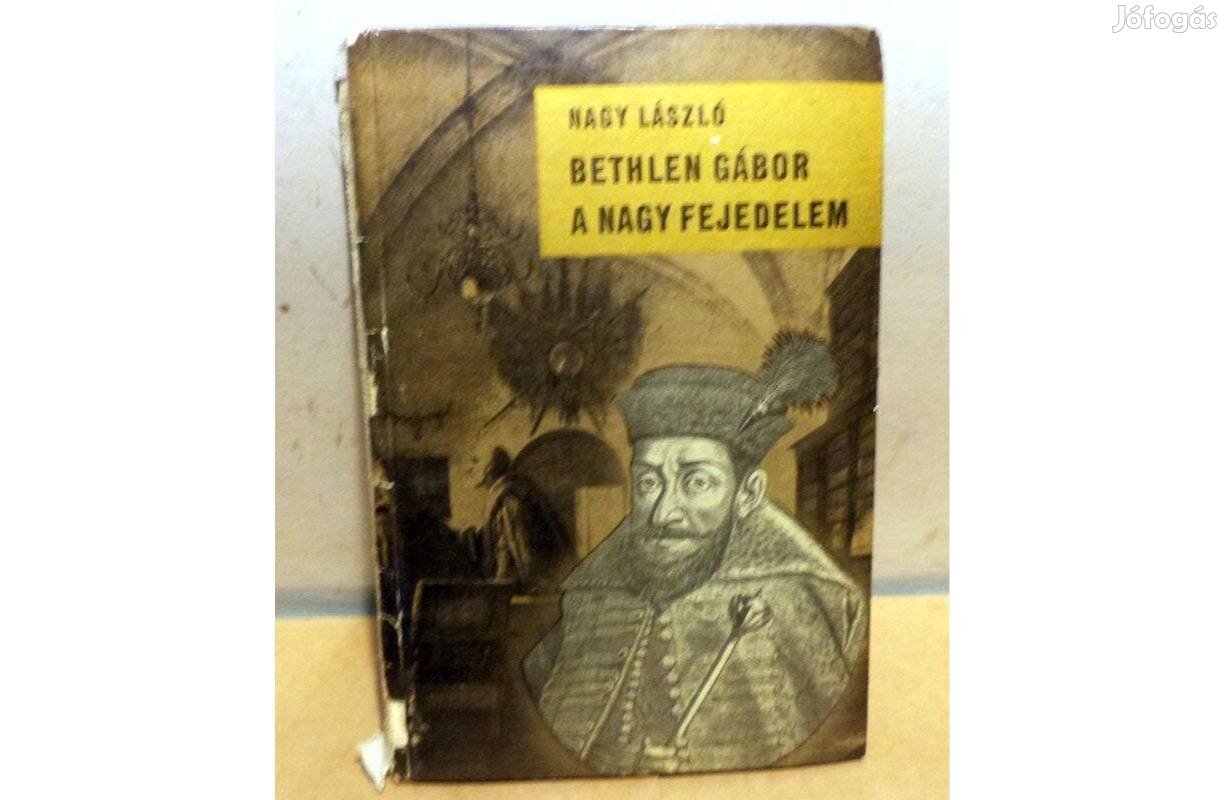 Jófogás
NAGY LÁSZLÓ
BETHLEN GÁBOR
A NAGY FEJEDELEM